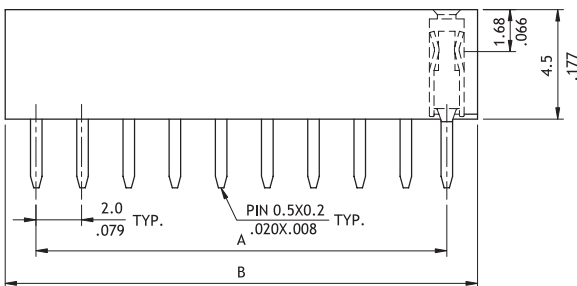 1.68
.066
4.5
.177
2.0
.079
TYP.
PIN 0.5X0.2
.020X.008
TYP.
A
B